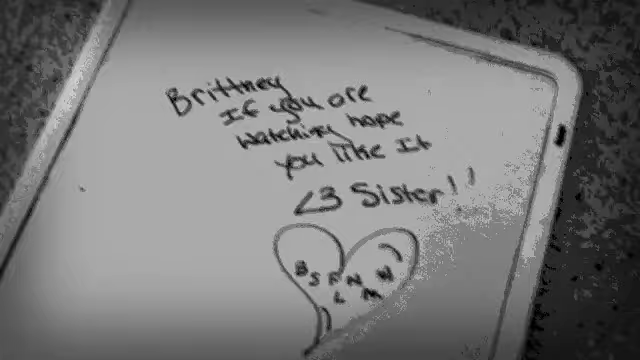 Brittney
If you are
watching hope
you like It
<3 Sister!!
B S A N W
L M